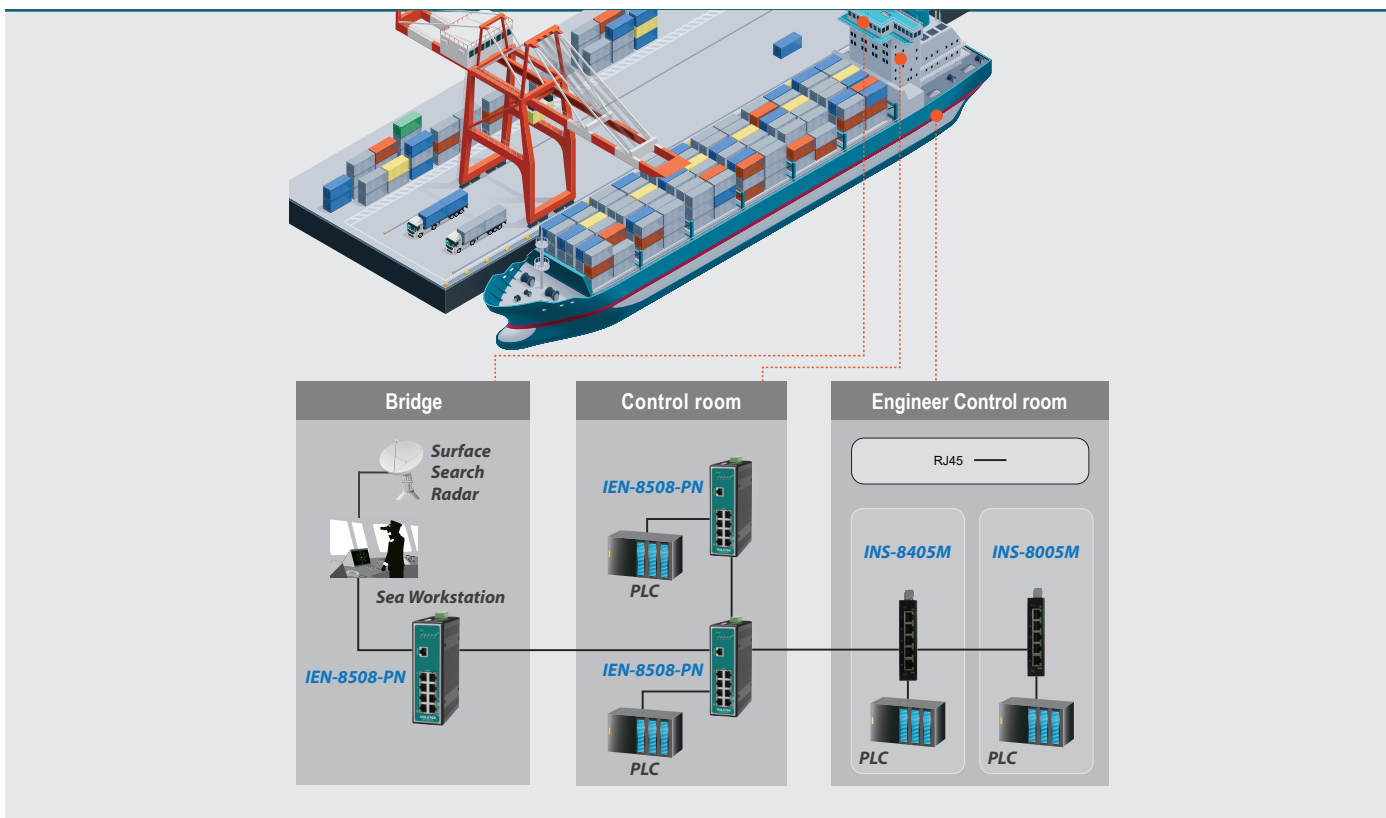 Bridge
Surface
Search
Radar
Sea Workstation
IEN-8508-PN
Control room
IEN-8508-PN
PLC
IEN-8508-PN
PLC
Engineer Control room
RJ45
INS-8405M
INS-8005M
PLC
PLC